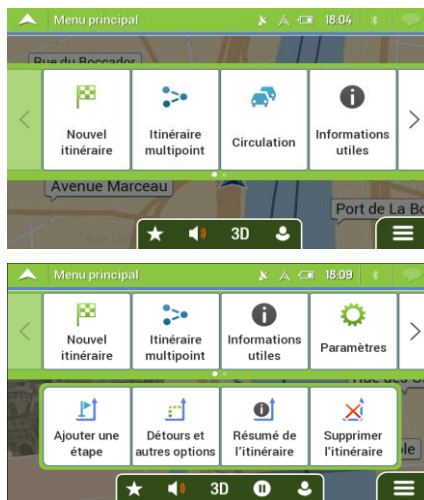 Menu principal 18:04
Rue du Boccador
Nouvel itinéraire
Itinéraire multipoint
Circulation
Informations utiles
Avenue Marceau
Port de La Bo
3D
Menu principal 18:09
Nouvel itinéraire
Itinéraire multipoint
Informations utiles
Paramètres
Ajouter une étape
Détours et autres options
Résumé de l'itinéraire
Supprimer l'itinéraire
3D